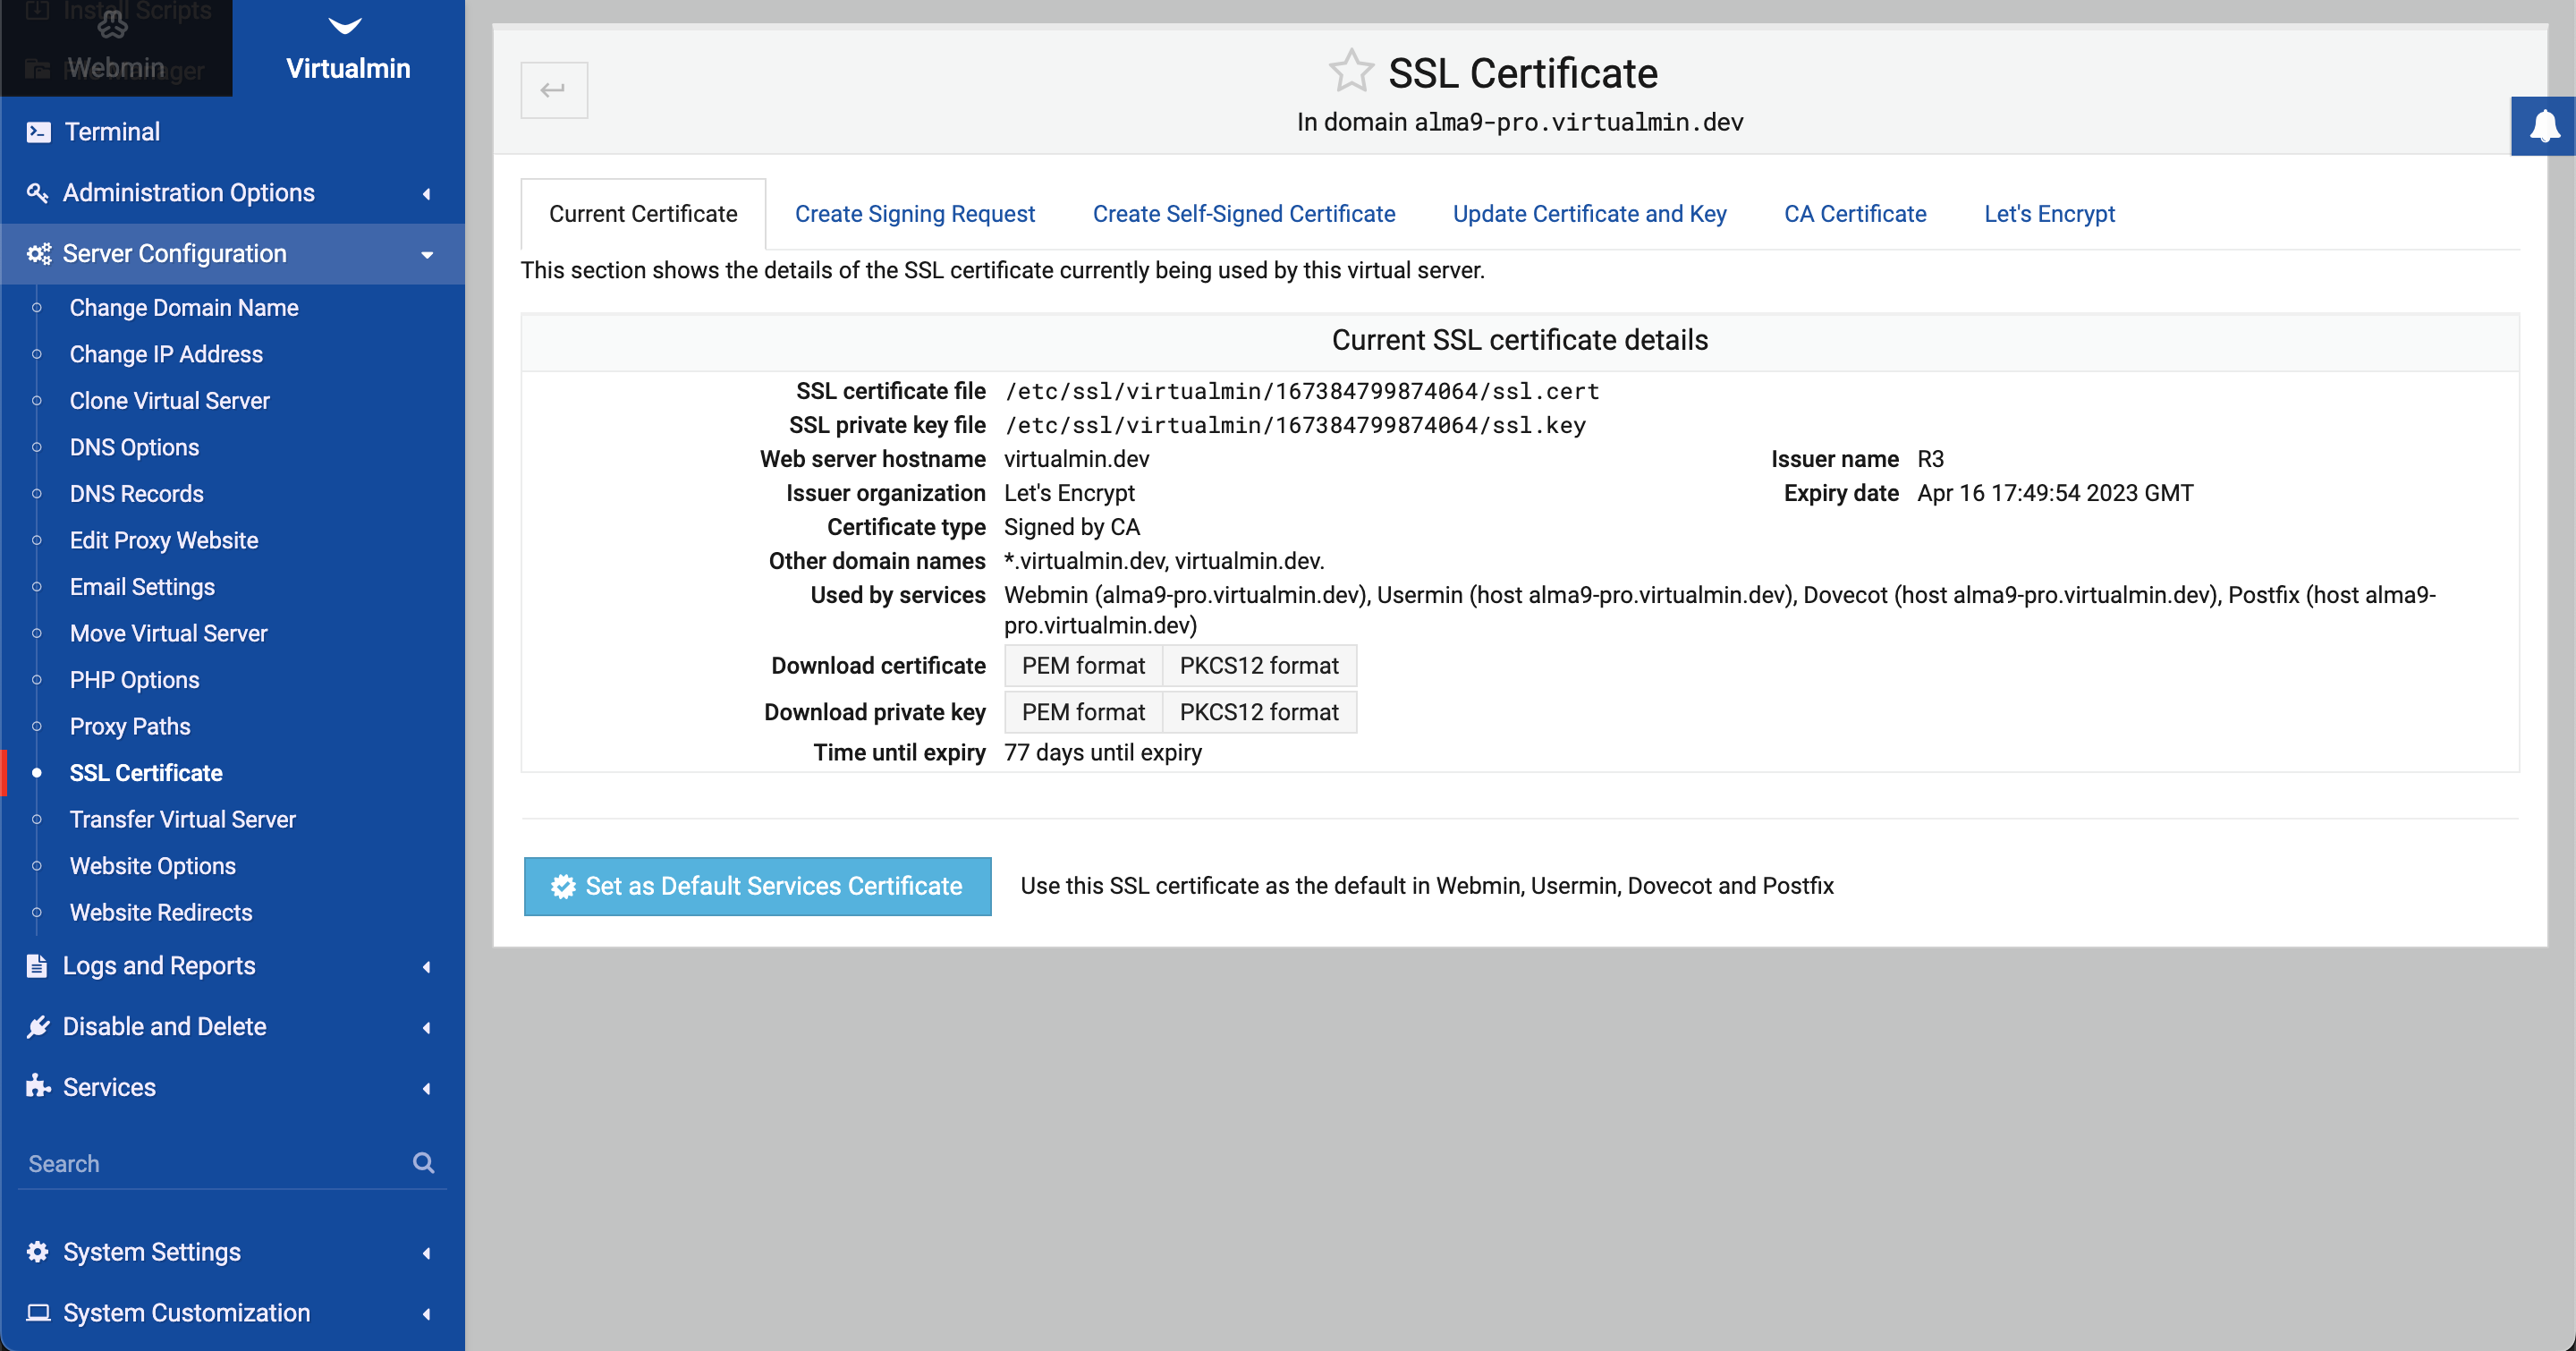 Install Scripts
Webmin
File Manager
Virtualmin
Terminal
Administration Options
Server Configuration
Change Domain Name
Change IP Address
Clone Virtual Server
DNS Options
DNS Records
Edit Proxy Website
Email Settings
Move Virtual Server
PHP Options
Proxy Paths
SSL Certificate
Transfer Virtual Server
Website Options
Website Redirects
Logs and Reports
Disable and Delete
Services
Search
System Settings
System Customization
SSL Certificate
In domain alma9-pro.virtualmin.dev
Current Certificate Create Signing Request Create Self-Signed Certificate Update Certificate and Key CA Certificate Let's Encrypt
This section shows the details of the SSL certificate currently being used by this virtual server.
Current SSL certificate details
SSL certificate file /etc/ssl/virtualmin/167384799874064/ssl.cert
SSL private key file /etc/ssl/virtualmin/167384799874064/ssl.key
Web server hostname virtualmin.dev Issuer name R3
Issuer organization Let's Encrypt Expiry date Apr 16 17:49:54 2023 GMT
Certificate type Signed by CA
Other domain names *.virtualmin.dev, virtualmin.dev.
Used by services Webmin (alma9-pro.virtualmin.dev), Usermin (host alma9-pro.virtualmin.dev), Dovecot (host alma9-pro.virtualmin.dev), Postfix (host alma9-
pro.virtualmin.dev)
Download certificate PEM format PKCS12 format
Download private key PEM format PKCS12 format
Time until expiry 77 days until expiry
Set as Default Services Certificate Use this SSL certificate as the default in Webmin, Usermin, Dovecot and Postfix